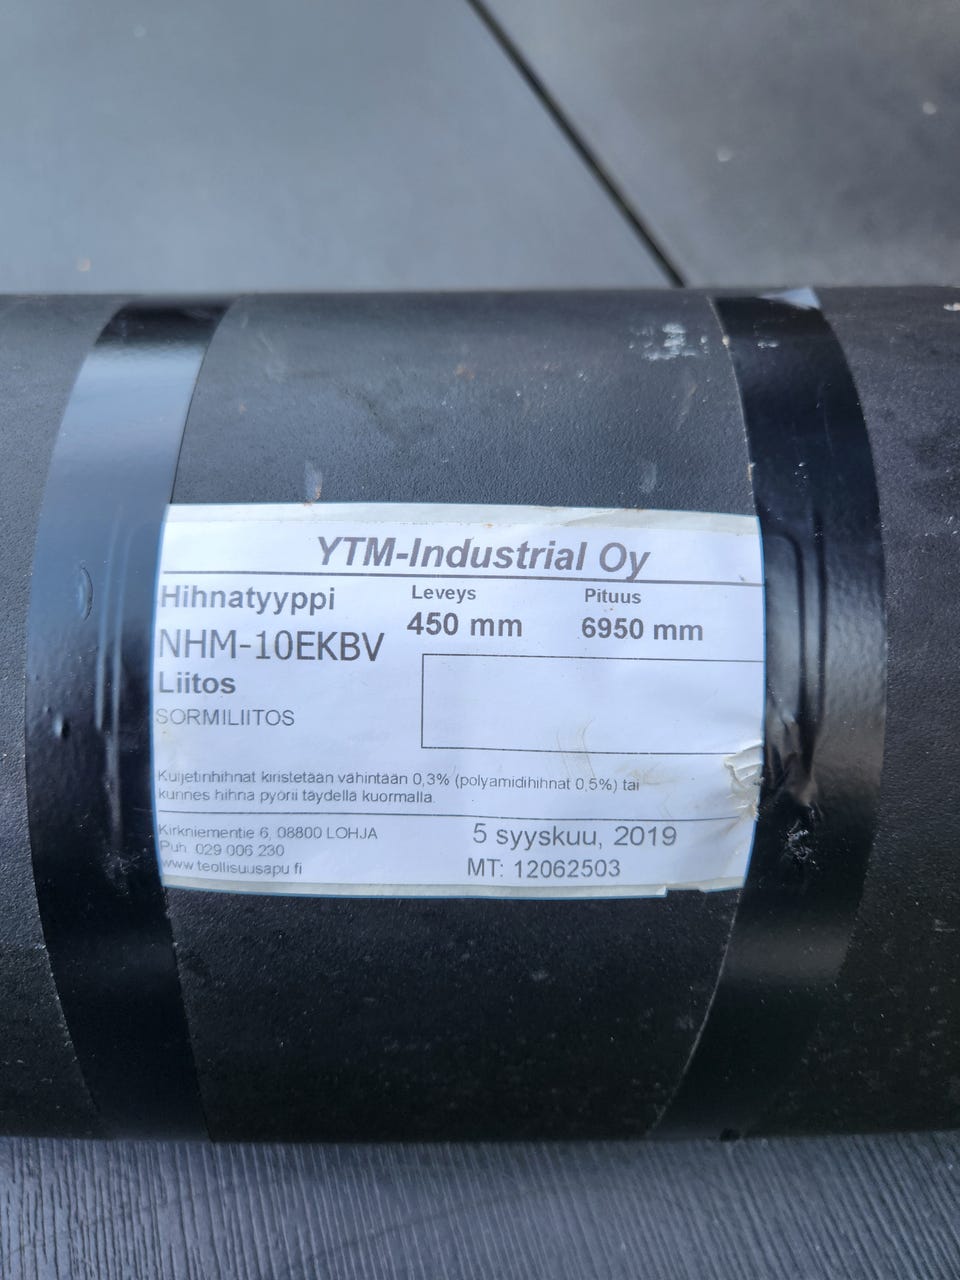 YTM-Industrial Oy
Hihnatyyppi
NHM-10EKBV
Leveys
450 mm
Pituus
6950 mm
Liitos
SORMILIITOS
Kuljetinhihnat kiristetään vähintään 0,3% (polyamidihihnat 0,5%) tai
kunnes hihna pyörii täydellä kuormalla.
Kirkniementie 6, 08800 LOHJA
Puh. 029 006 230
www.teollisuusapu.fi
5 syyskuu, 2019
MT: 12062503